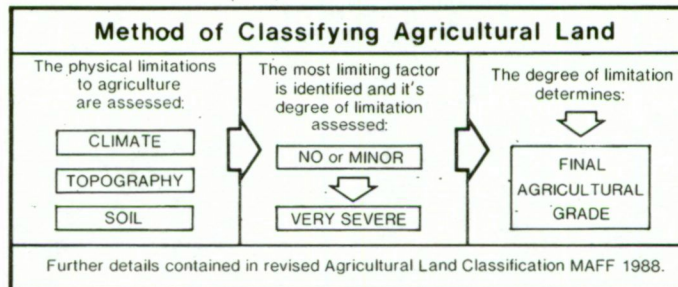 Method of Classifying Agricultural Land
The physical limitations
to agriculture
are assessed:
CLIMATE
TOPOGRAPHY
SOIL
The most limiting factor
is identified and it's
degree of limitation
assessed:
NO or MINOR
VERY SEVERE
The degree of limitation
determines:
FINAL
AGRICULTURAL
GRADE
Further details contained in revised Agricultural Land Classification MAFF 1988.